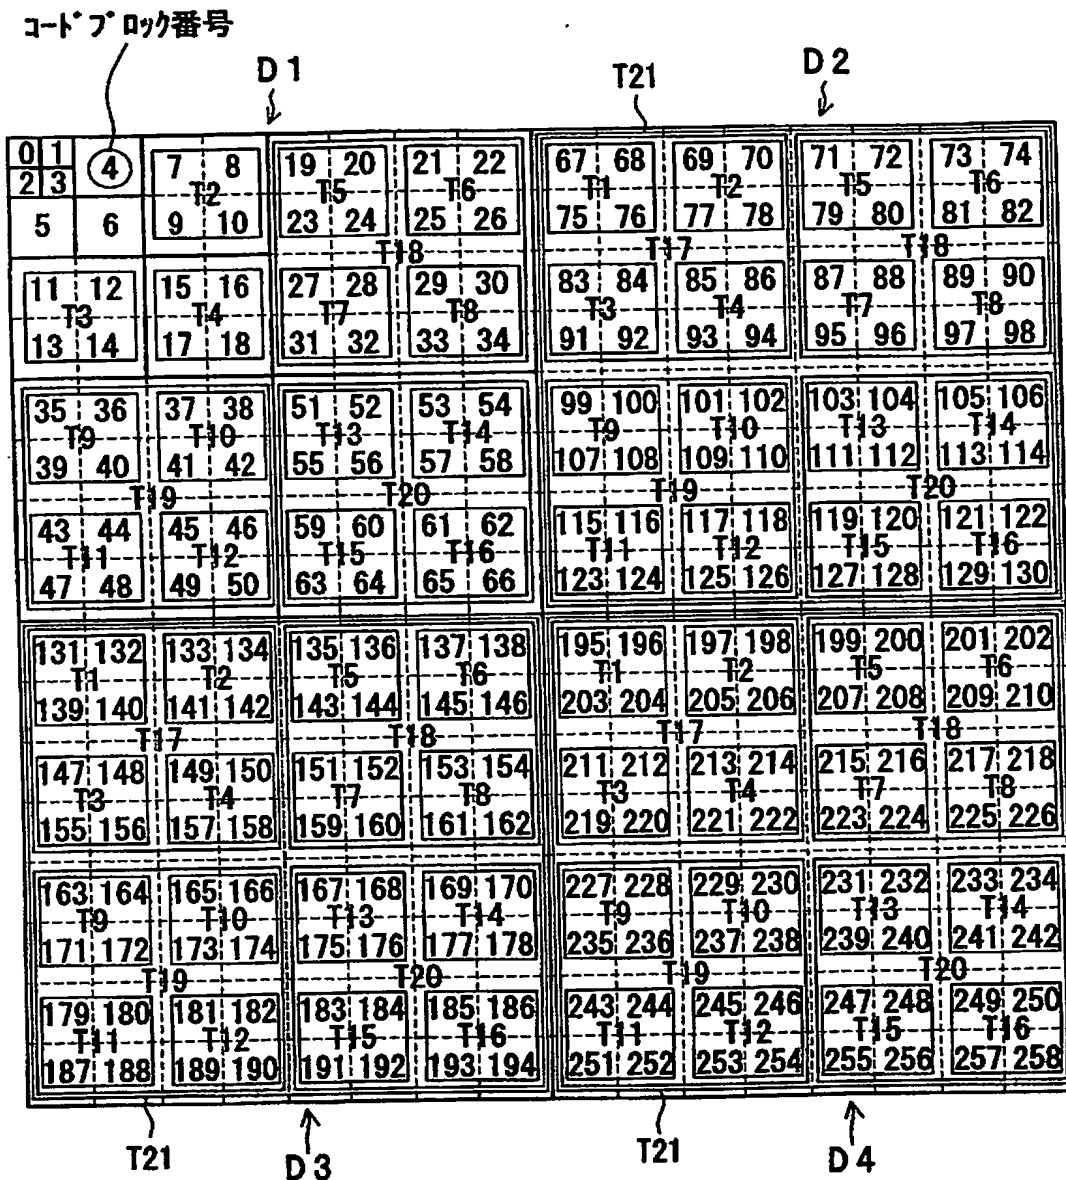 コードブロック番号
D1 T21 D2
0 1 4 7 8 19 20 21 22 67 68 69 70 71 72 73 74
2 3 T2 T5 T6 T1 T2 T5 T6
5 6 9 10 23 24 25 26 75 76 77 78 79 80 81 82
T18 T17 T18
11 12 15 16 27 28 29 30 83 84 85 86 87 88 89 90
T3 T4 T7 T8 T3 T4 T7 T8
13 14 17 18 31 32 33 34 91 92 93 94 95 96 97 98
35 36 37 38 51 52 53 54 99 100 101 102 103 104 105 106
T9 T10 T13 T14 T9 T10 T13 T14
39 40 41 42 55 56 57 58 107 108 109 110 111 112 113 114
T19 T20 T19 T20
43 44 45 46 59 60 61 62 115 116 117 118 119 120 121 122
T11 T12 T15 T16 T11 T12 T15 T16
47 48 49 50 63 64 65 66 123 124 125 126 127 128 129 130
131 132 133 134 135 136 137 138 195 196 197 198 199 200 201 202
T1 T2 T5 T6 T1 T2 T5 T6
139 140 141 142 143 144 145 146 203 204 205 206 207 208 209 210
T17 T18 T17 T18
147 148 149 150 151 152 153 154 211 212 213 214 215 216 217 218
T3 T4 T7 T8 T3 T4 T7 T8
155 156 157 158 159 160 161 162 219 220 221 222 223 224 225 226
163 164 165 166 167 168 169 170 227 228 229 230 231 232 233 234
T9 T10 T13 T14 T9 T10 T13 T14
171 172 173 174 175 176 177 178 235 236 237 238 239 240 241 242
T19 T20 T19 T20
179 180 181 182 183 184 185 186 243 244 245 246 247 248 249 250
T11 T12 T15 T16 T11 T12 T15 T16
187 188 189 190 191 192 193 194 251 252 253 254 255 256 257 258
T21 D3 T21 D4